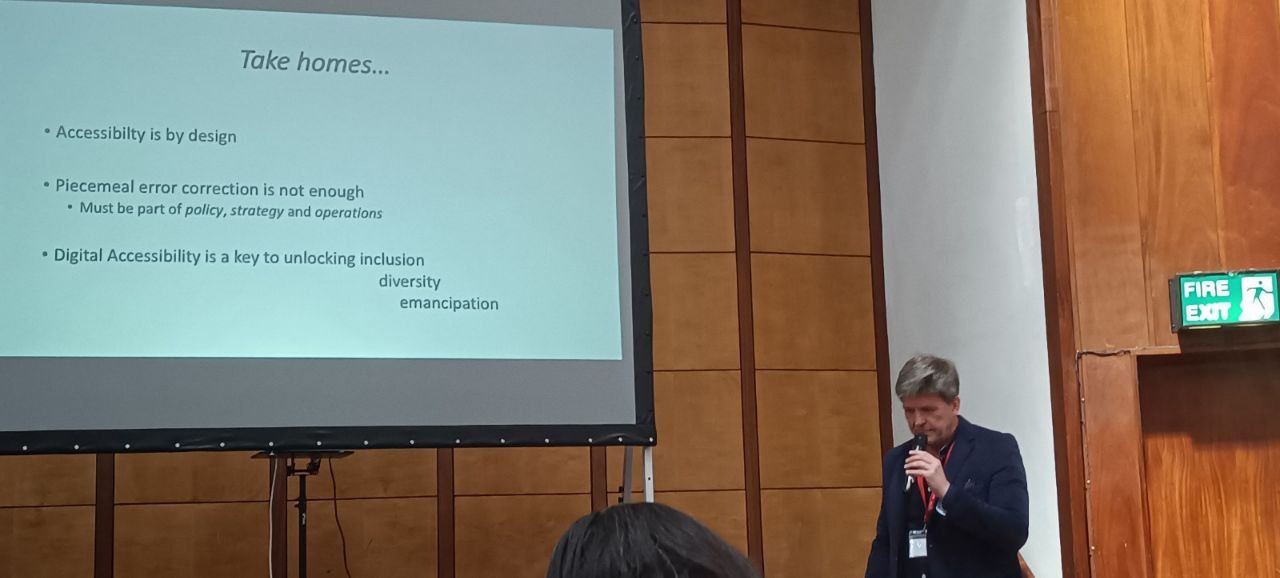 Take homes...
• Accessibilty is by design
• Piecemeal error correction is not enough
• Must be part of policy, strategy and operations
• Digital Accessibility is a key to unlocking inclusion
diversity
emancipation
FIRE
EXIT